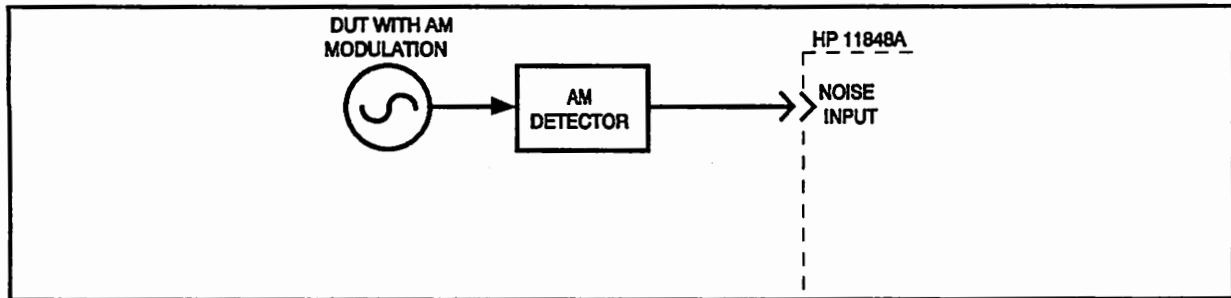 DUT WITH AM
MODULATION
AM
DETECTOR
HP 11848A
NOISE
INPUT